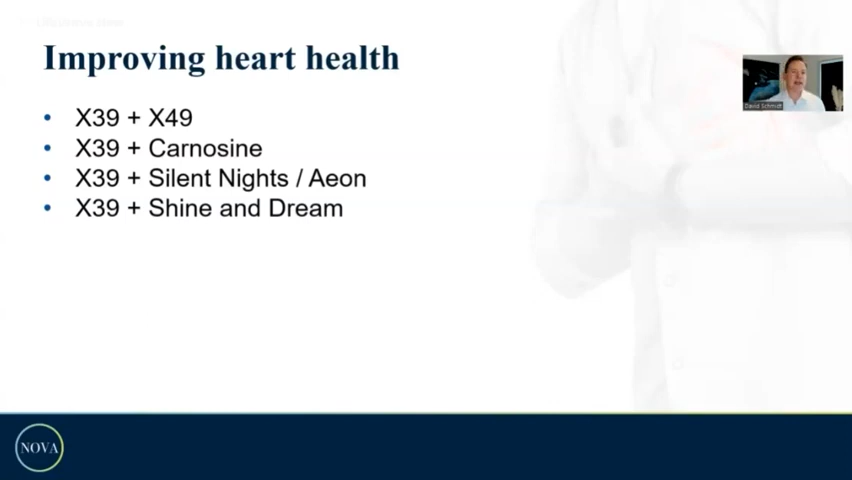 Improving heart health
David Schmidt
• X39 + X49
• X39 + Carnosine
• X39 + Silent Nights / Aeon
• X39 + Shine and Dream
NOVA